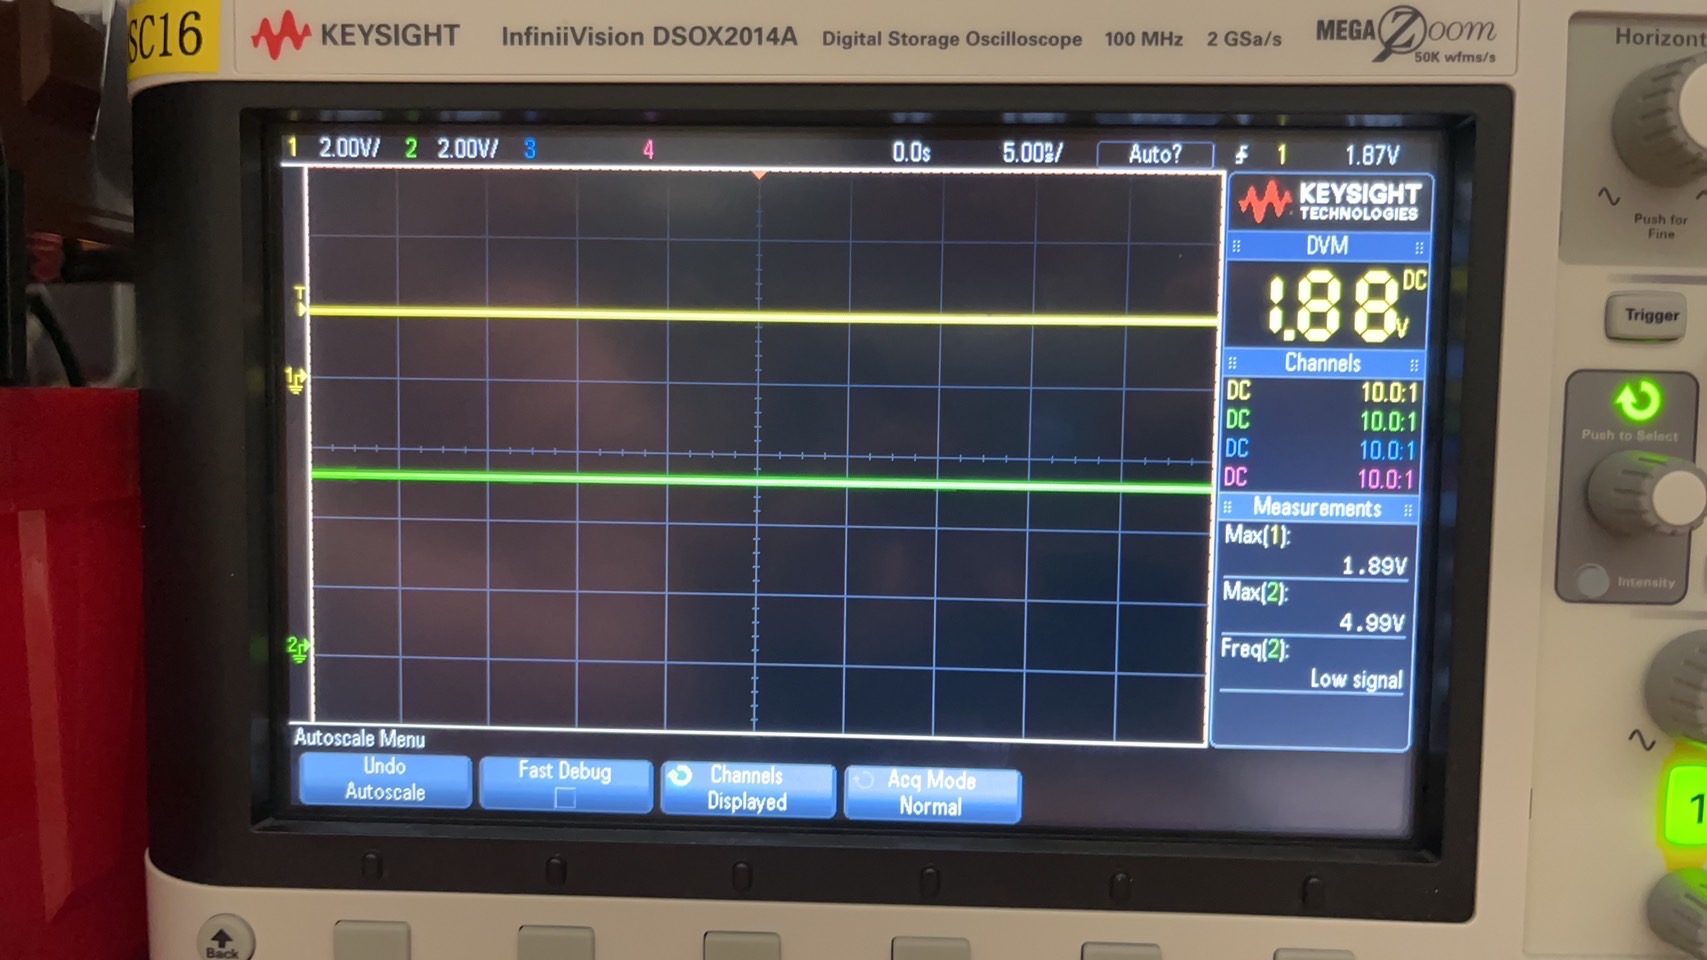 SC16
KEYSIGHT InfiniiVision DSOX2014A Digital Storage Oscilloscope 100 MHz 2 GSa/s MEGA Zoom
50K wfms/s
Horizont
Push for
Fine
1 2.00V/ 2 2.00V/ 3 4 0.0s 5.00 / Auto? 1 1.87V
KEYSIGHT
TECHNOLOGIES
DVM
1.88 DC
V
Channels
DC 10.0:1
DC 10.0:1
DC 10.0:1
DC 10.0:1
Measurements
Max(1):
1.89V
Max(2):
4.99V
Freq(2):
Low signal
T
1
2
Trigger
Push to Select
Intensity
1
Autoscale Menu
Undo
Autoscale
Fast Debug
Channels
Displayed
Acq Mode
Normal
Back